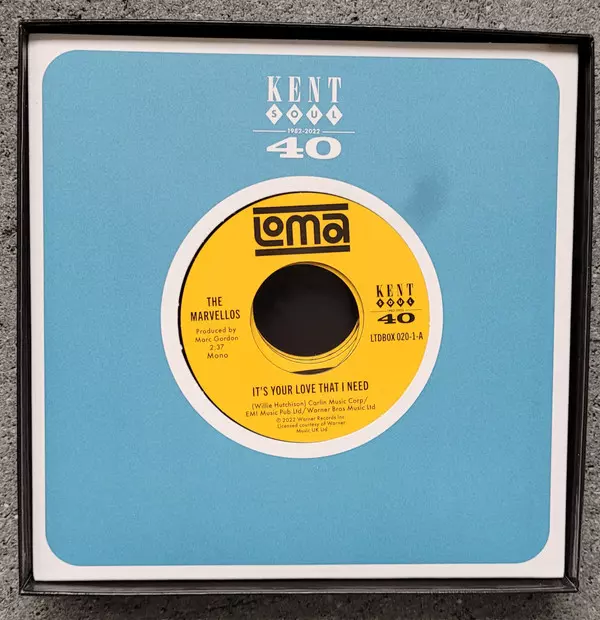 KENT
SOUL
1982-2022
40
LOMA
KENT
SOUL
40
LTDBOX 020-1-A
THE
MARVELLOS
Produced by
Marc Gordon
2:37
Mono
IT'S YOUR LOVE THAT I NEED
(Willie Hutchison) Carlin Music Corp/
EMI Music Pub Ltd/Warner Bros Music Ltd
℗ 2022 Warner Records Inc
Licensed courtesy of Warner
Music UK Ltd